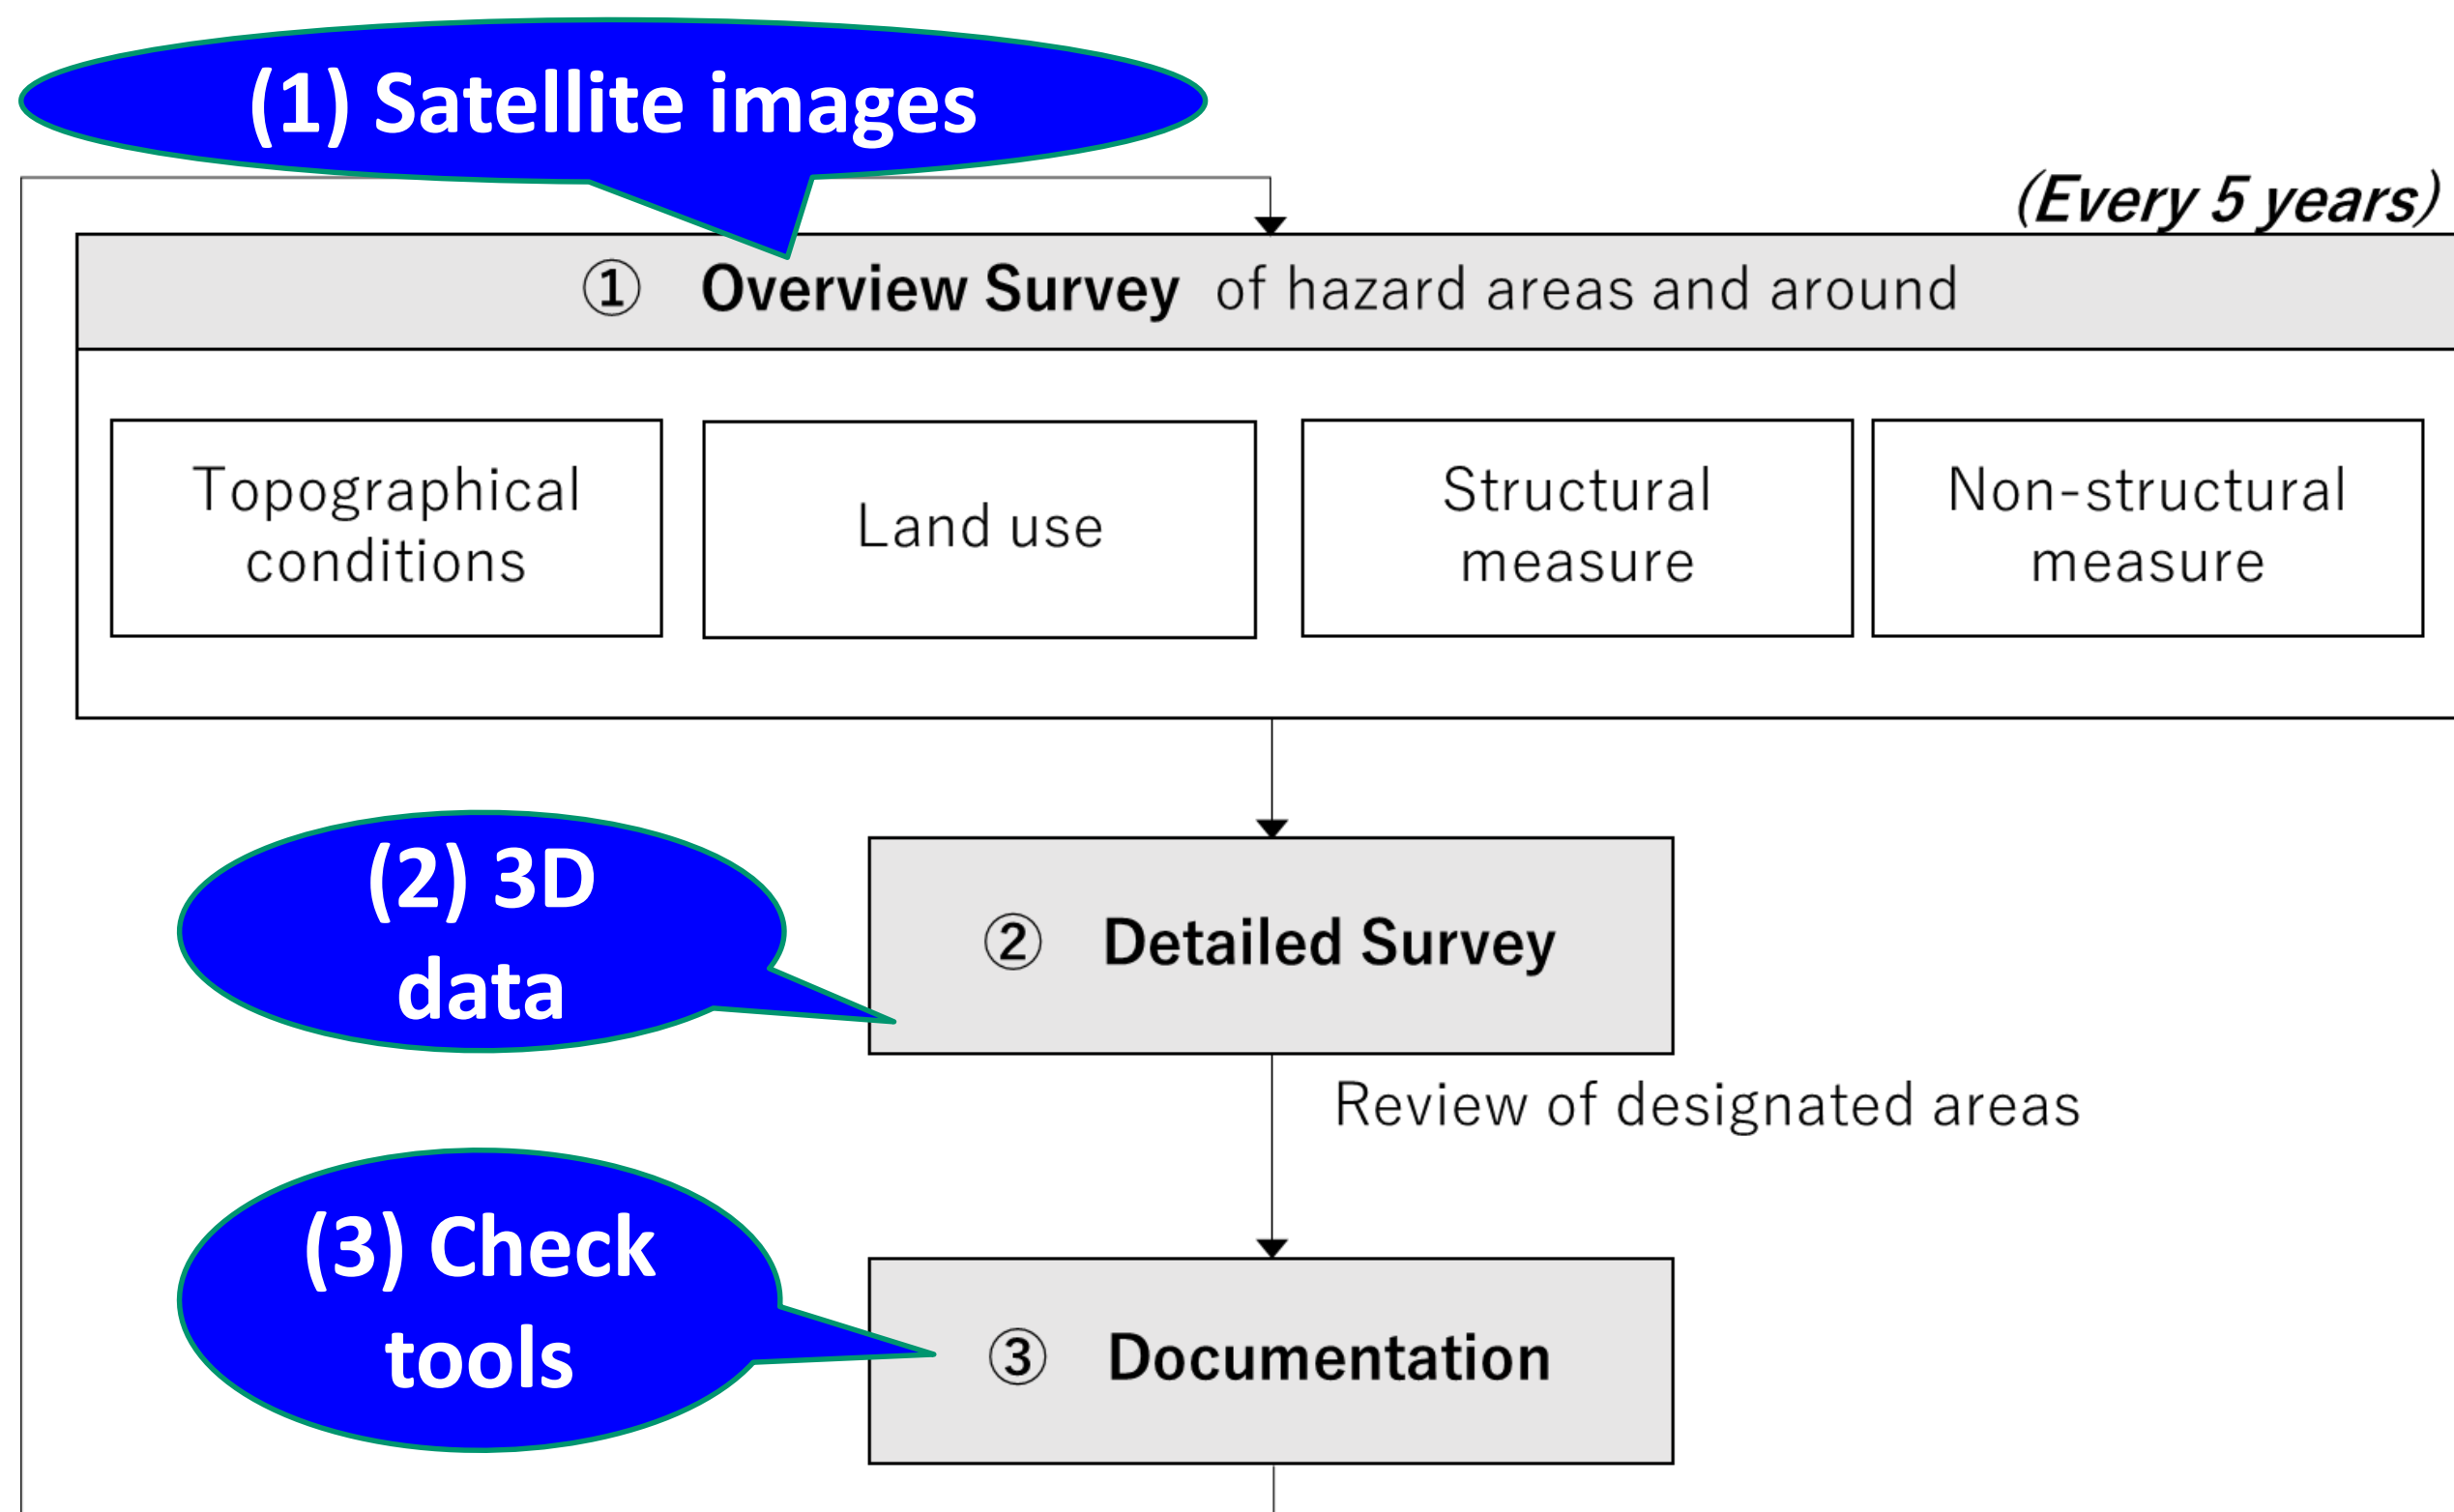 (1) Satellite images
(Every 5 years)
① Overview Survey of hazard areas and around
Topographical
conditions
Land use
Structural
measure
Non-structural
measure
(2) 3D
data
② Detailed Survey
Review of designated areas
(3) Check
tools
③ Documentation